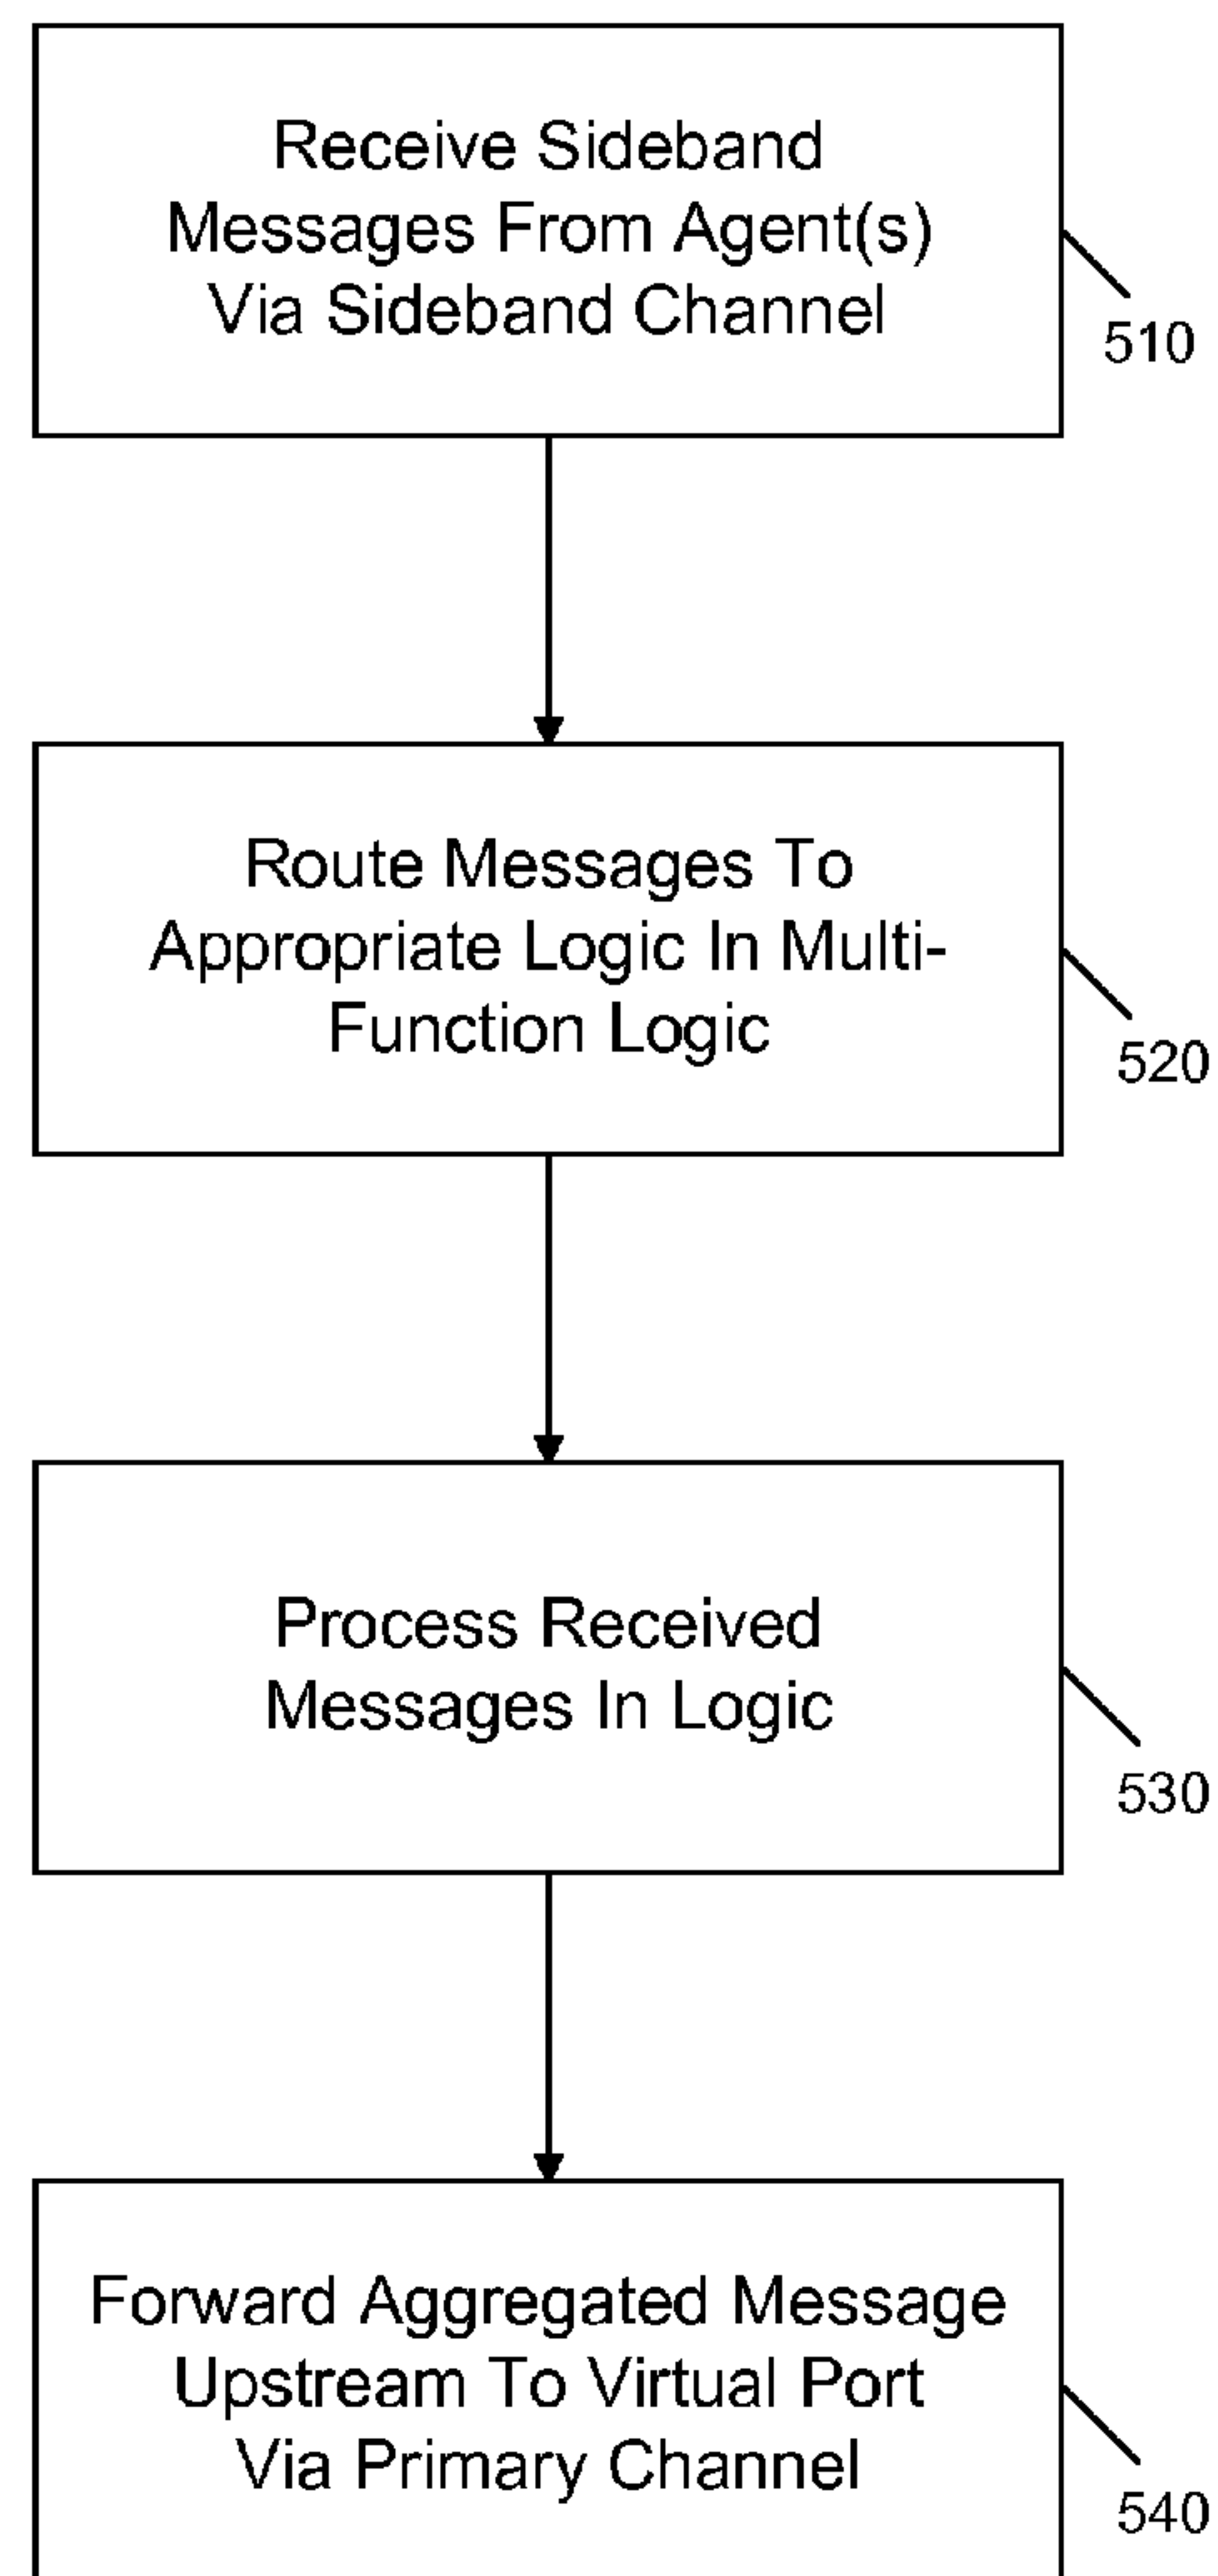 Receive Sideband
Messages From Agent(s)
Via Sideband Channel
510
Route Messages To
Appropriate Logic In Multi-
Function Logic
520
Process Received
Messages In Logic
530
Forward Aggregated Message
Upstream To Virtual Port
Via Primary Channel
540